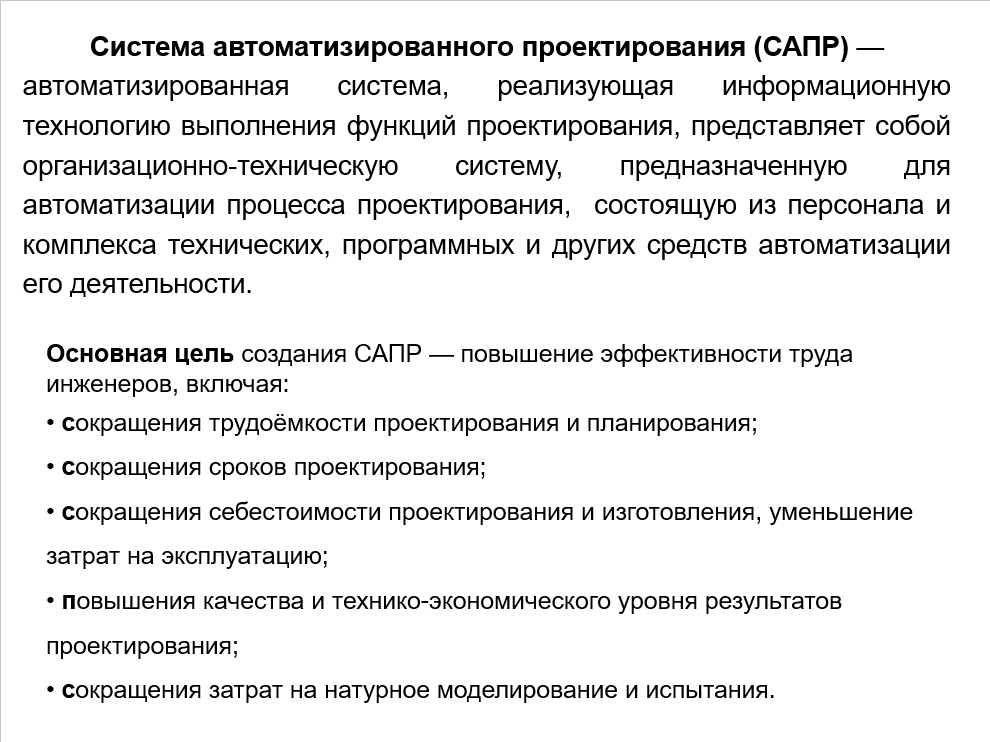 Система автоматизированного проектирования (САПР) —
автоматизированная система, реализующая информационную
технологию выполнения функций проектирования, представляет собой
организационно-техническую систему, предназначенную для
автоматизации процесса проектирования, состоящую из персонала и
комплекса технических, программных и других средств автоматизации
его деятельности.
Основная цель создания САПР — повышение эффективности труда
инженеров, включая:
• сокращения трудоёмкости проектирования и планирования;
• сокращения сроков проектирования;
• сокращения себестоимости проектирования и изготовления, уменьшение
затрат на эксплуатацию;
• повышения качества и технико-экономического уровня результатов
проектирования;
• сокращения затрат на натурное моделирование и испытания.